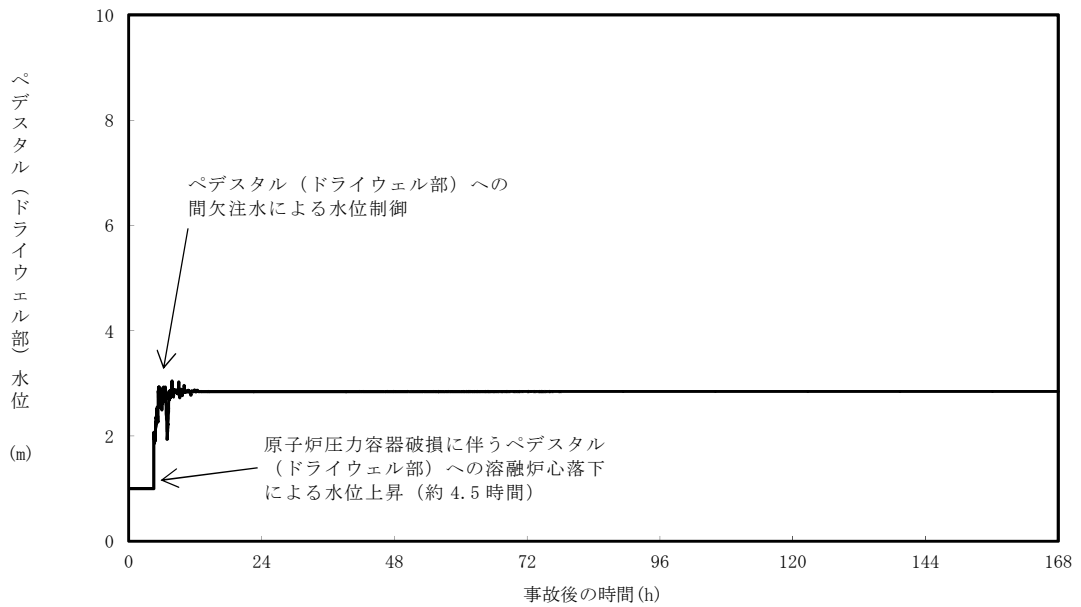 ペデスタル（ドライウェル部）水位 (m)
10
8
6
4
2
0
ペデスタル（ドライウェル部）への
間欠注水による水位制御
原子炉圧力容器破損に伴うペデスタル
（ドライウェル部）への溶融炉心落下
による水位上昇（約 4.5 時間）
0 24 48 72 96 120 144 168
事故後の時間(h)